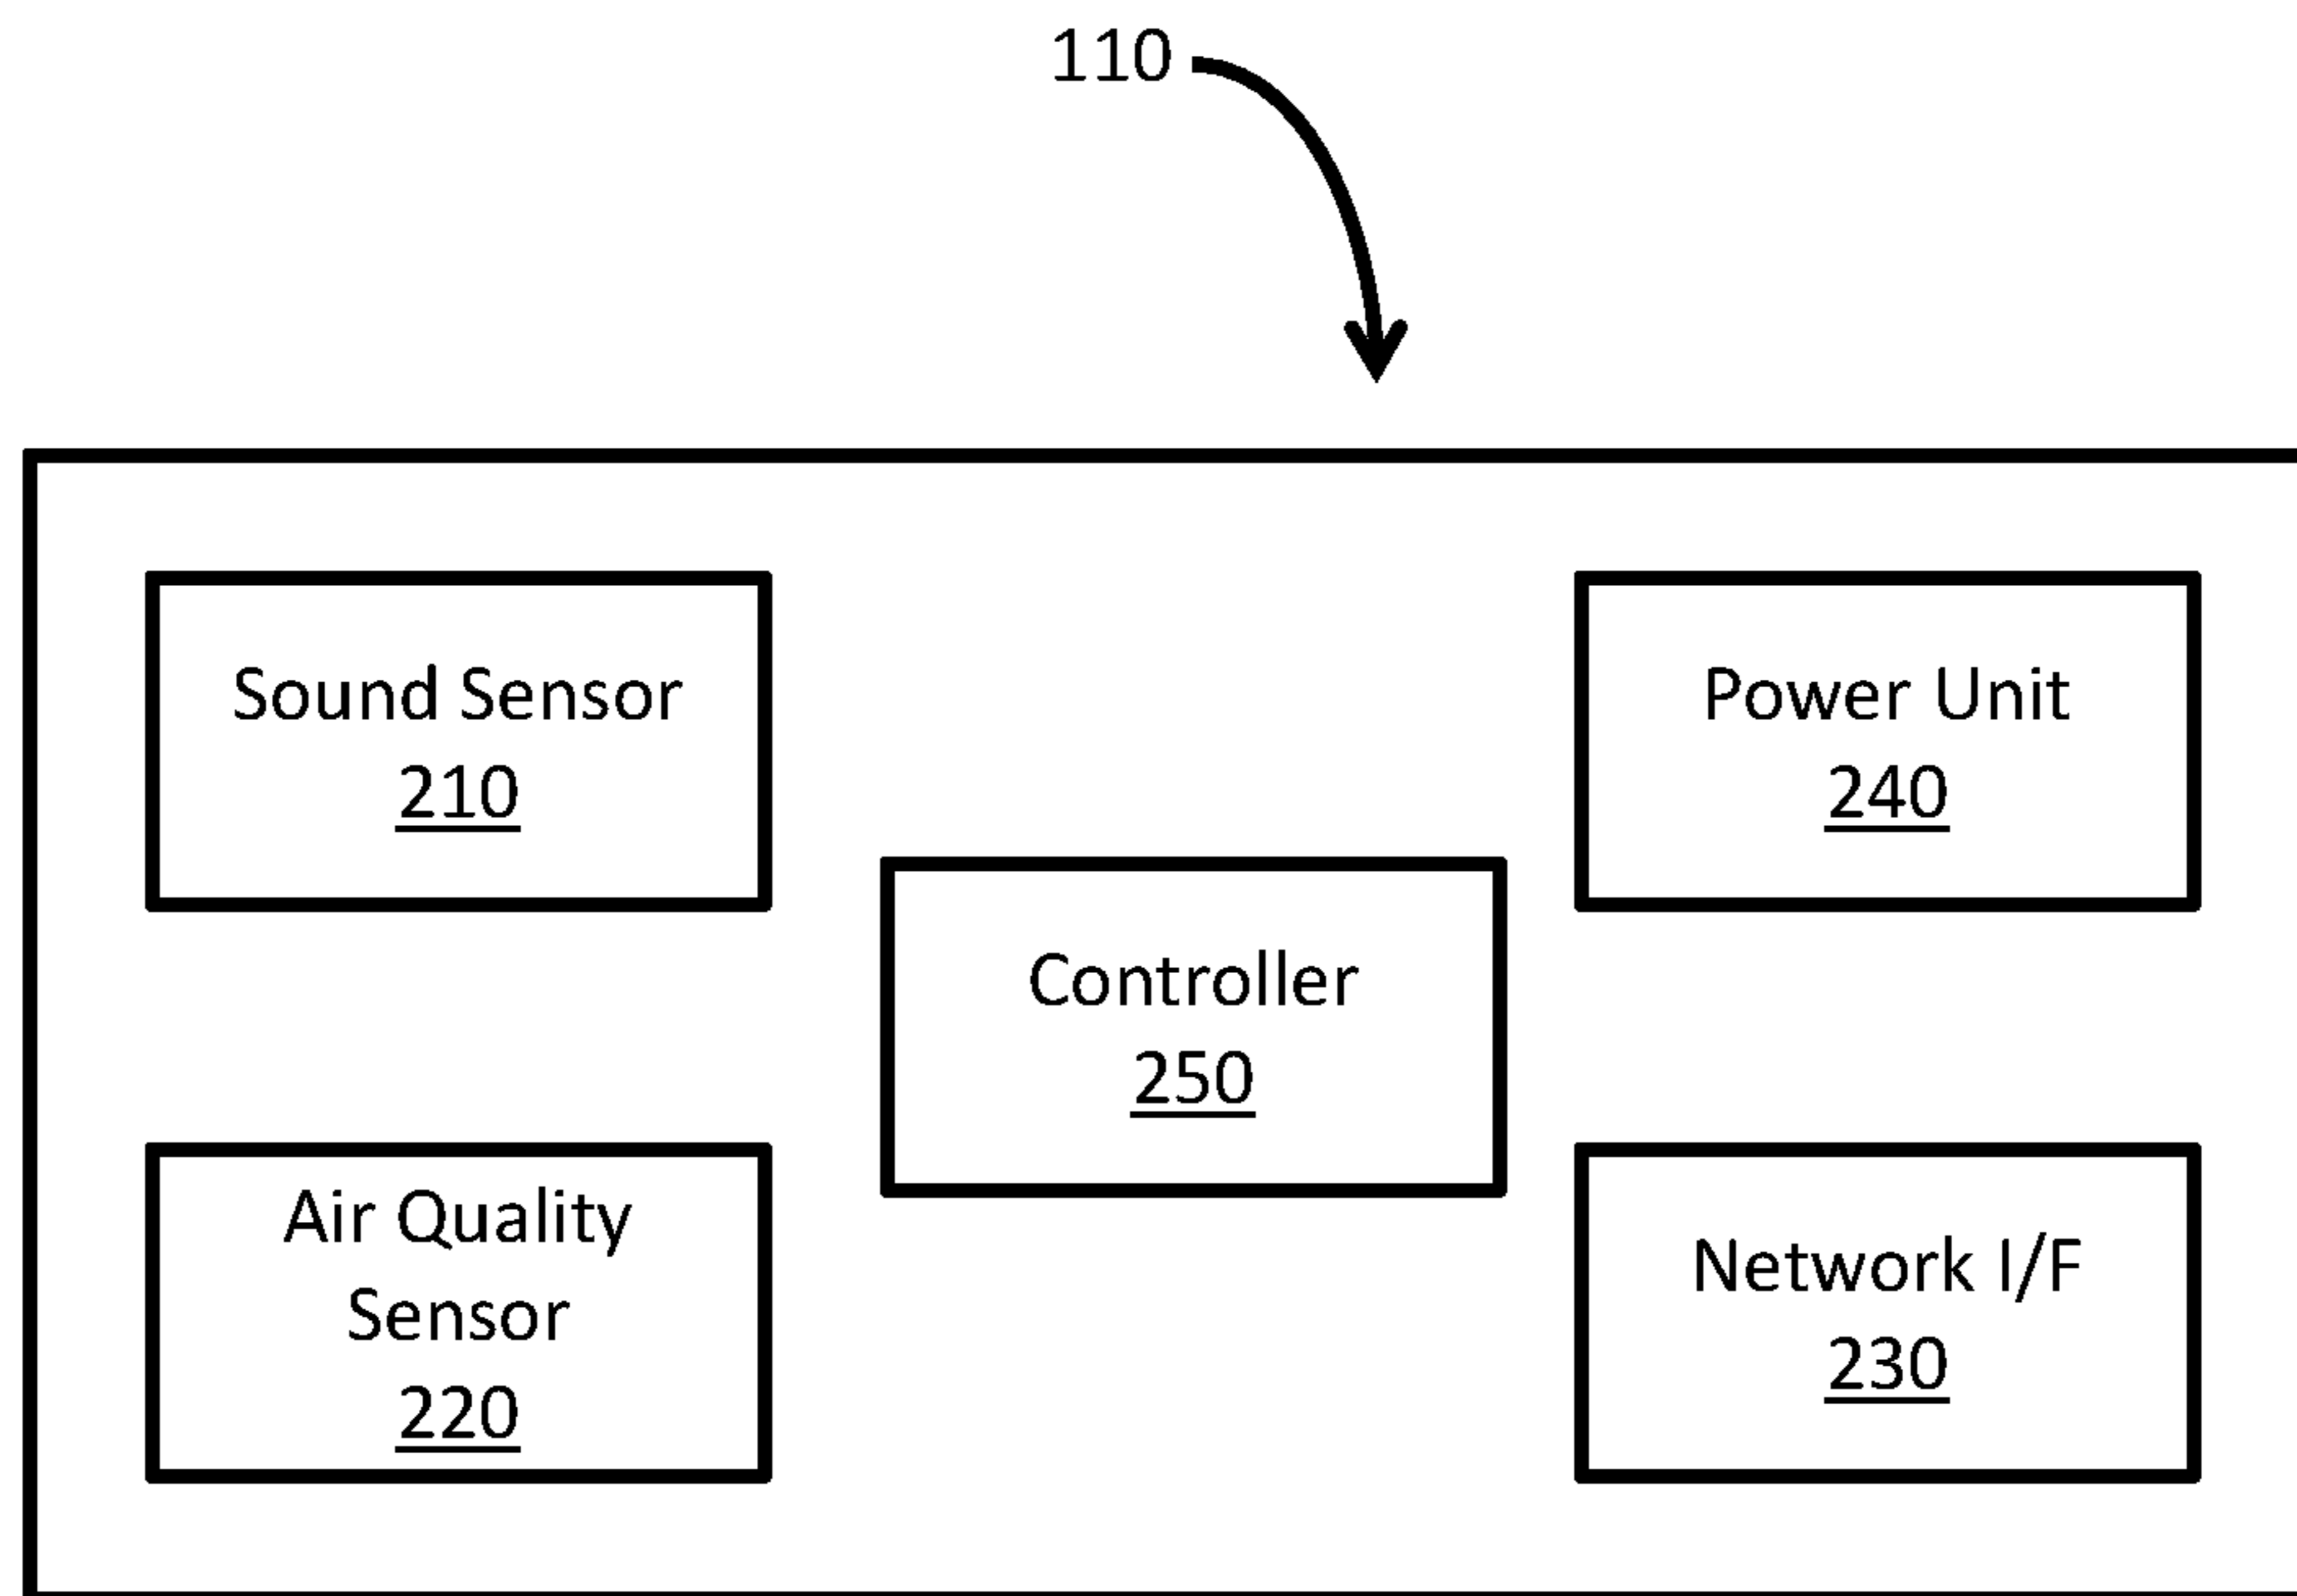 110
Sound Sensor
210
Power Unit
240
Controller
250
Air Quality
Sensor
220
Network I/F
230